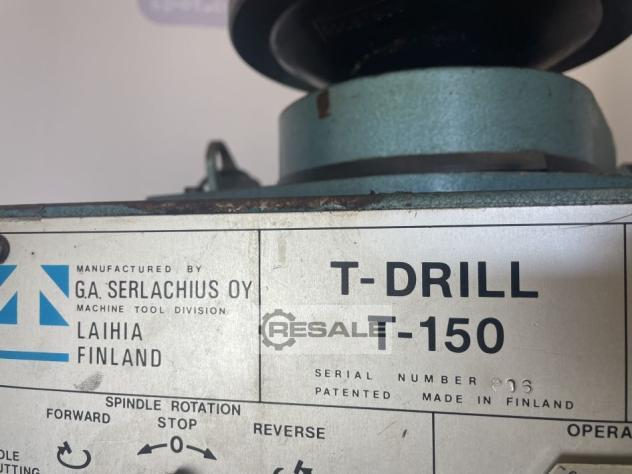 MANUFACTURED BY
G.A. SERLACHIUS OY
MACHINE TOOL DIVISION
LAIHIA
FINLAND
T-DRILL
T-150
RESALE
SERIAL NUMBER
PATENTED MADE IN FINLAND
SPINDLE ROTATION
FORWARD STOP REVERSE
←0→
OPERA